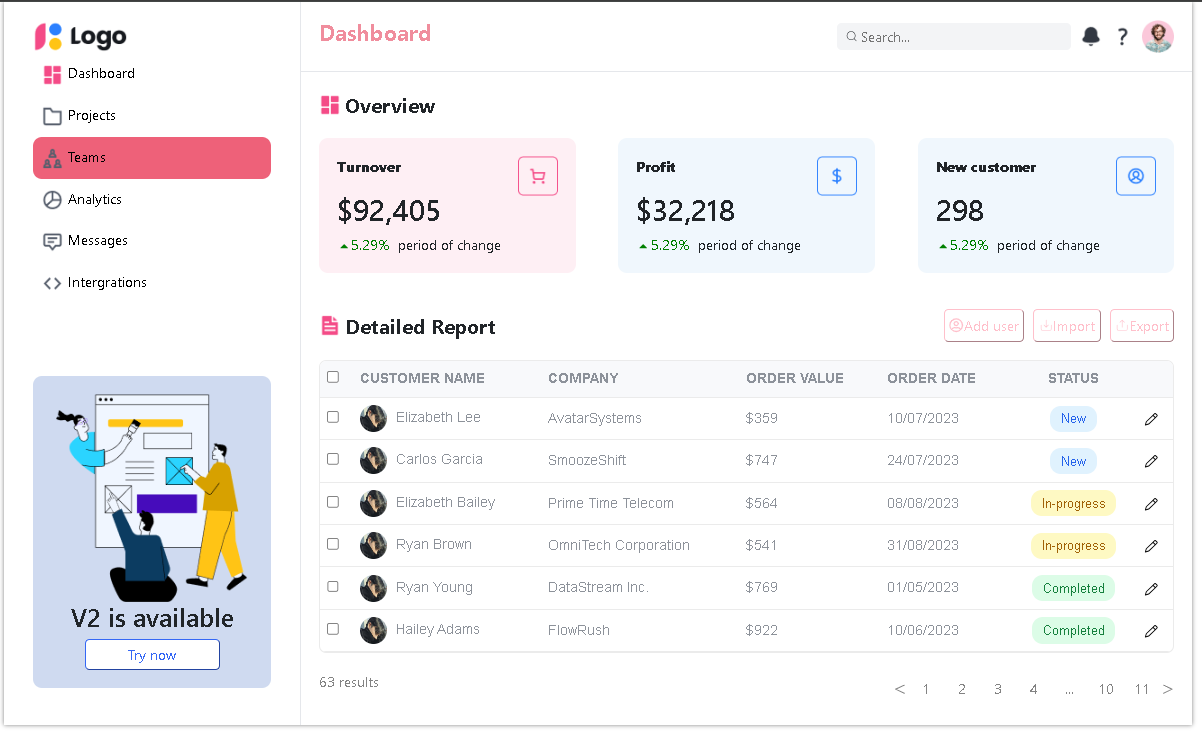 Logo
Dashboard
Projects
Teams
Analytics
Messages
Intergrations
V2 is available
Try now
Dashboard
Search...
?
Overview
Turnover
$92,405
5.29% period of change
Profit
$
$32,218
5.29% period of change
New customer
298
5.29% period of change
Detailed Report
Add user Import Export
CUSTOMER NAME COMPANY ORDER VALUE ORDER DATE STATUS
Elizabeth Lee AvatarSystems $359 10/07/2023 New
Carlos Garcia SmoozeShift $747 24/07/2023 New
Elizabeth Bailey Prime Time Telecom $564 08/08/2023 In-progress
Ryan Brown OmniTech Corporation $541 31/08/2023 In-progress
Ryan Young DataStream Inc. $769 01/05/2023 Completed
Hailey Adams FlowRush $922 10/06/2023 Completed
63 results
< 1 2 3 4 ... 10 11 >